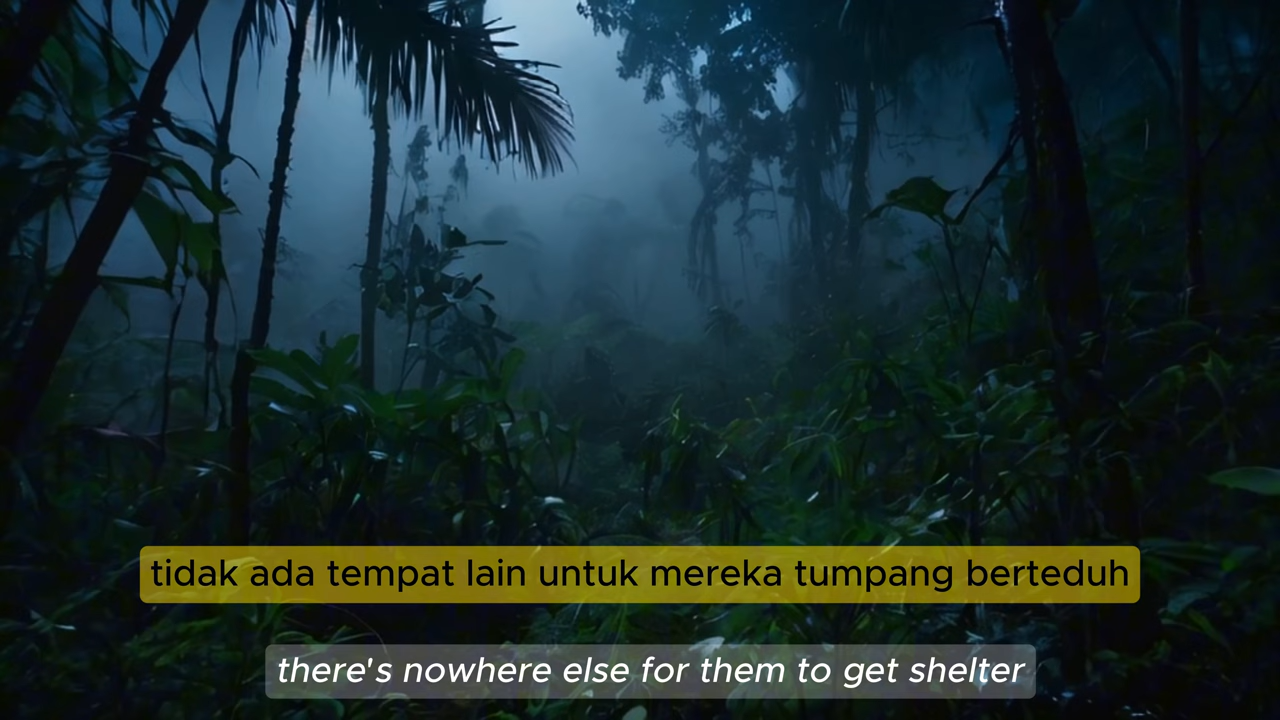 tidak ada tempat lain untuk mereka tumpang berteduh
there's nowhere else for them to get shelter